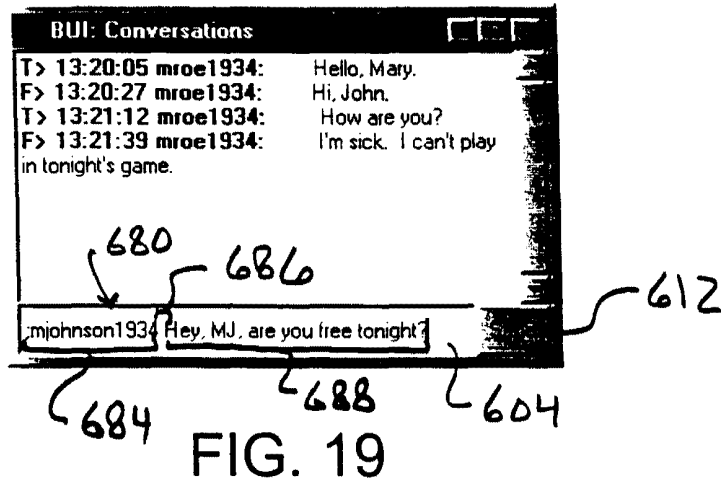 BUI: Conversations
T> 13:20:05 mroe1934: Hello, Mary.
F> 13:20:27 mroe1934: Hi, John.
T> 13:21:12 mroe1934: How are you?
F> 13:21:39 mroe1934: I'm sick. I can't play
in tonight's game.
680
686
612
:mjohnson1934 Hey, MJ, are you free tonight?
684
688
604
FIG. 19